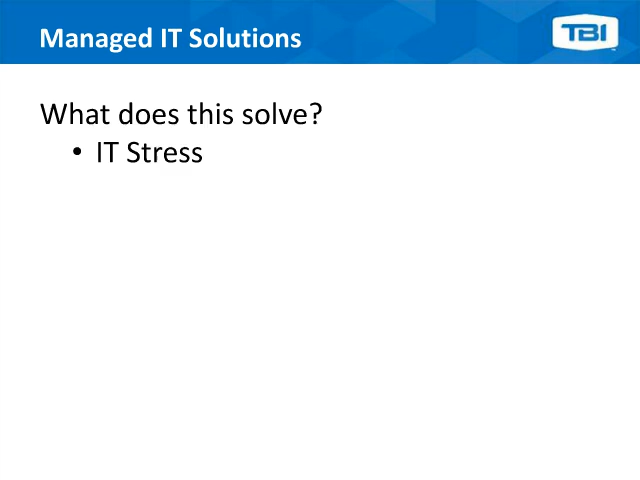 Managed IT Solutions
TBI
What does this solve?
• IT Stress